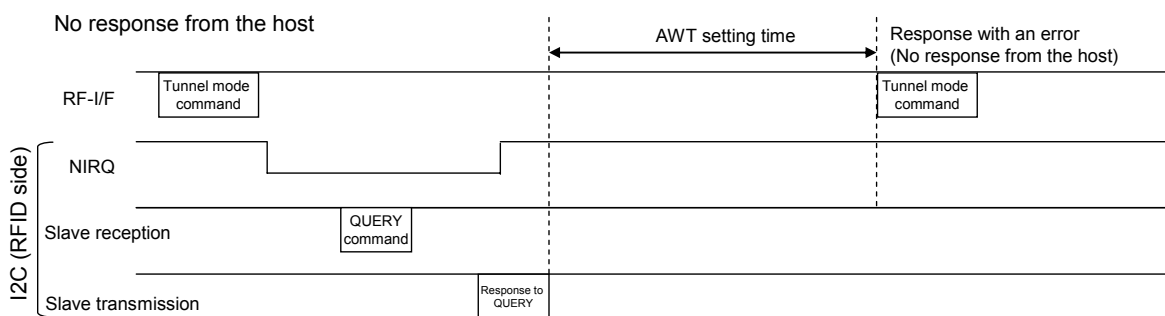 No response from the host
AWT setting time
Response with an error
(No response from the host)
RF-I/F
Tunnel mode
command
Tunnel mode
command
I2C (RFID side)
NIRQ
Slave reception
QUERY
command
Slave transmission
Response to
QUERY